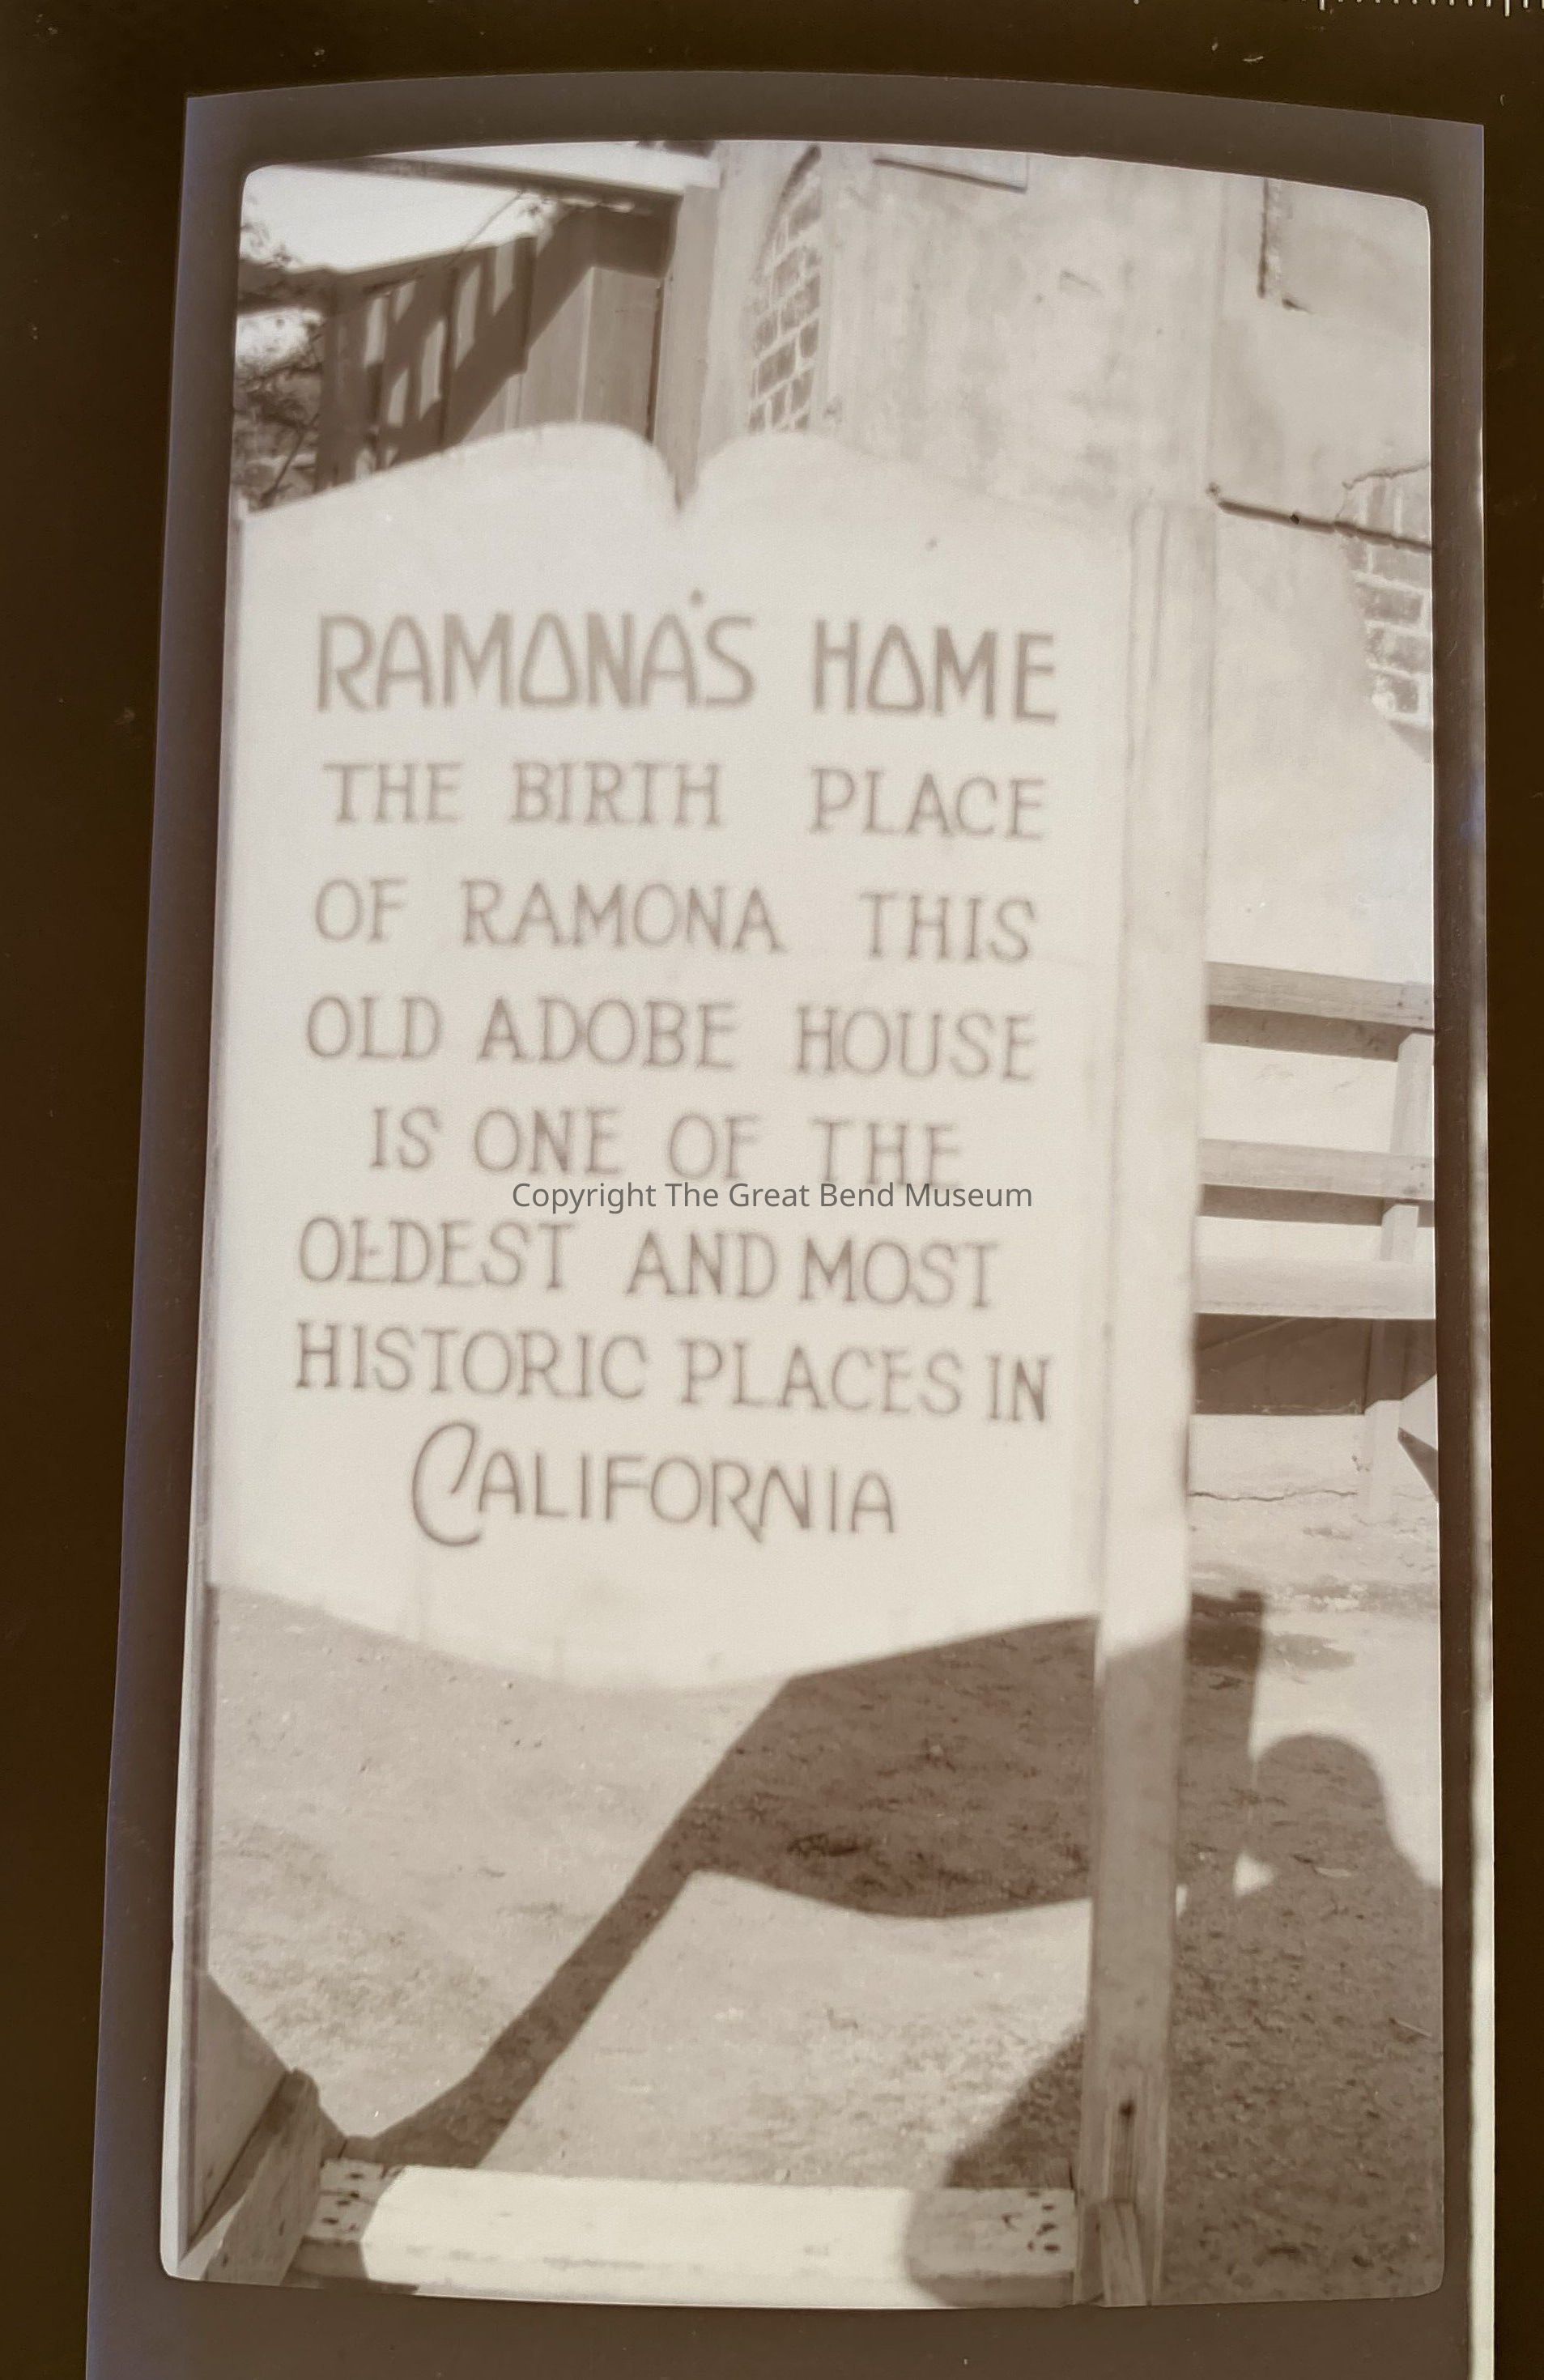 RAMONA'S HOME
THE BIRTH PLACE
OF RAMONA THIS
OLD ADOBE HOUSE
IS ONE OF THE
Copyright The Great Bend Museum
OLDEST AND MOST
HISTORIC PLACES IN
CALIFORNIA